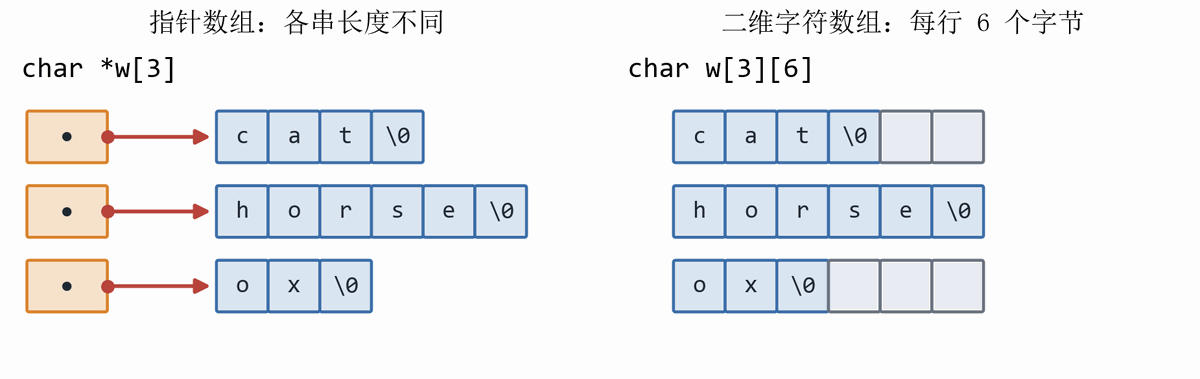 指针数组：各串长度不同
char *w[3]
c a t \0
h o r s e \0
o x \0
二维字符数组：每行 6 个字节
char w[3][6]
c a t \0
h o r s e \0
o x \0